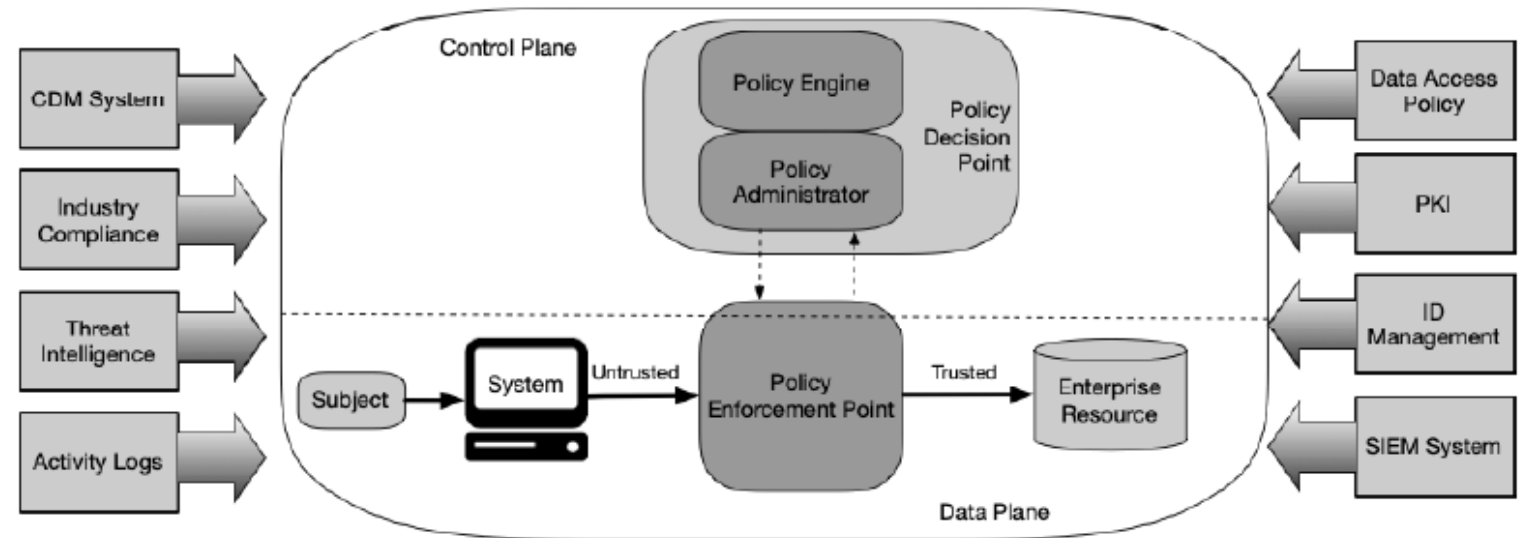 Control Plane
CDM System
Industry
Compliance
Threat
Intelligence
Activity Logs
Policy Engine
Policy
Administrator
Policy
Decision
Point
Subject
System
Untrusted
Policy
Enforcement Point
Trusted
Enterprise
Resource
Data Plane
Data Access
Policy
PKI
ID
Management
SIEM System